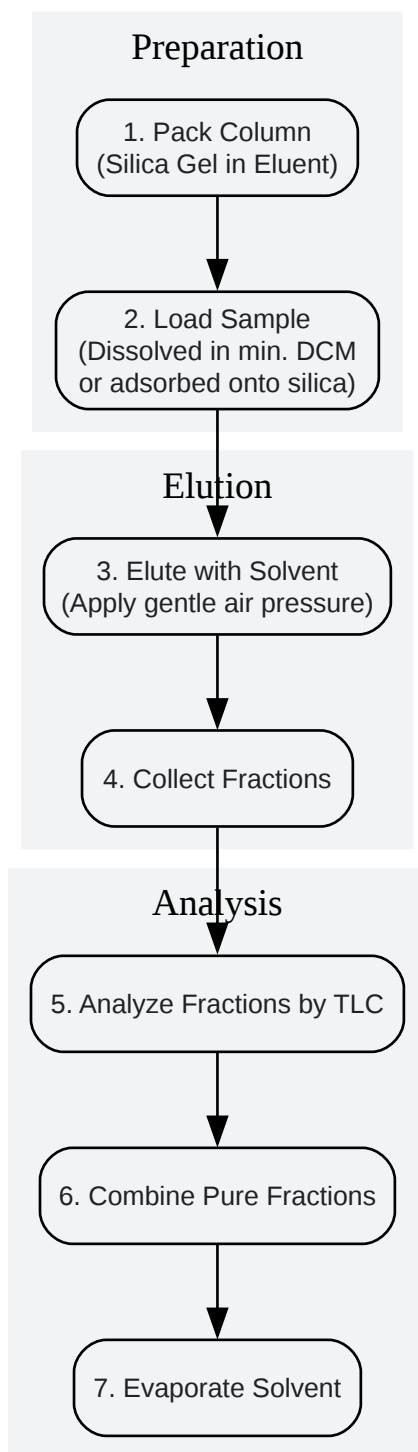 Preparation
1. Pack Column
(Silica Gel in Eluent)
2. Load Sample
(Dissolved in min. DCM
or adsorbed onto silica)
Elution
3. Elute with Solvent
(Apply gentle air pressure)
4. Collect Fractions
Analysis
5. Analyze Fractions by TLC
6. Combine Pure Fractions
7. Evaporate Solvent